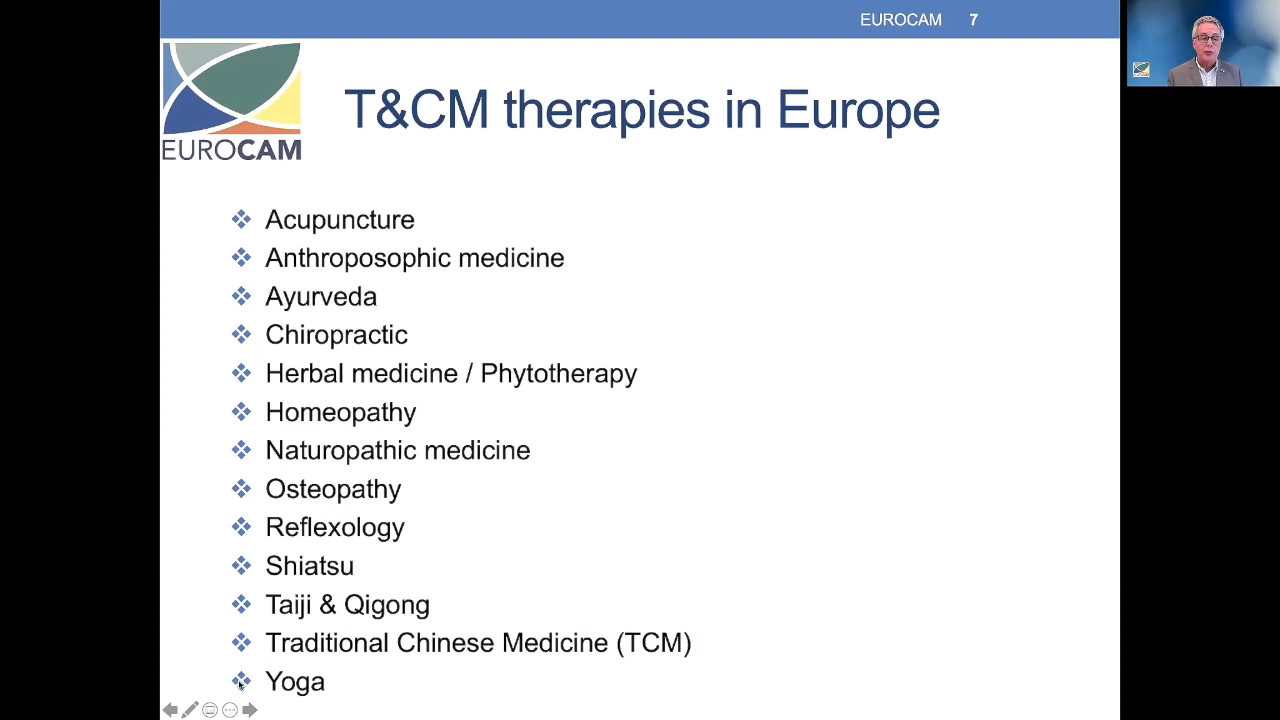 EUROCAM 7
EUROCAM
T&CM therapies in Europe
Acupuncture
Anthroposophic medicine
Ayurveda
Chiropractic
Herbal medicine / Phytotherapy
Homeopathy
Naturopathic medicine
Osteopathy
Reflexology
Shiatsu
Taiji & Qigong
Traditional Chinese Medicine (TCM)
Yoga